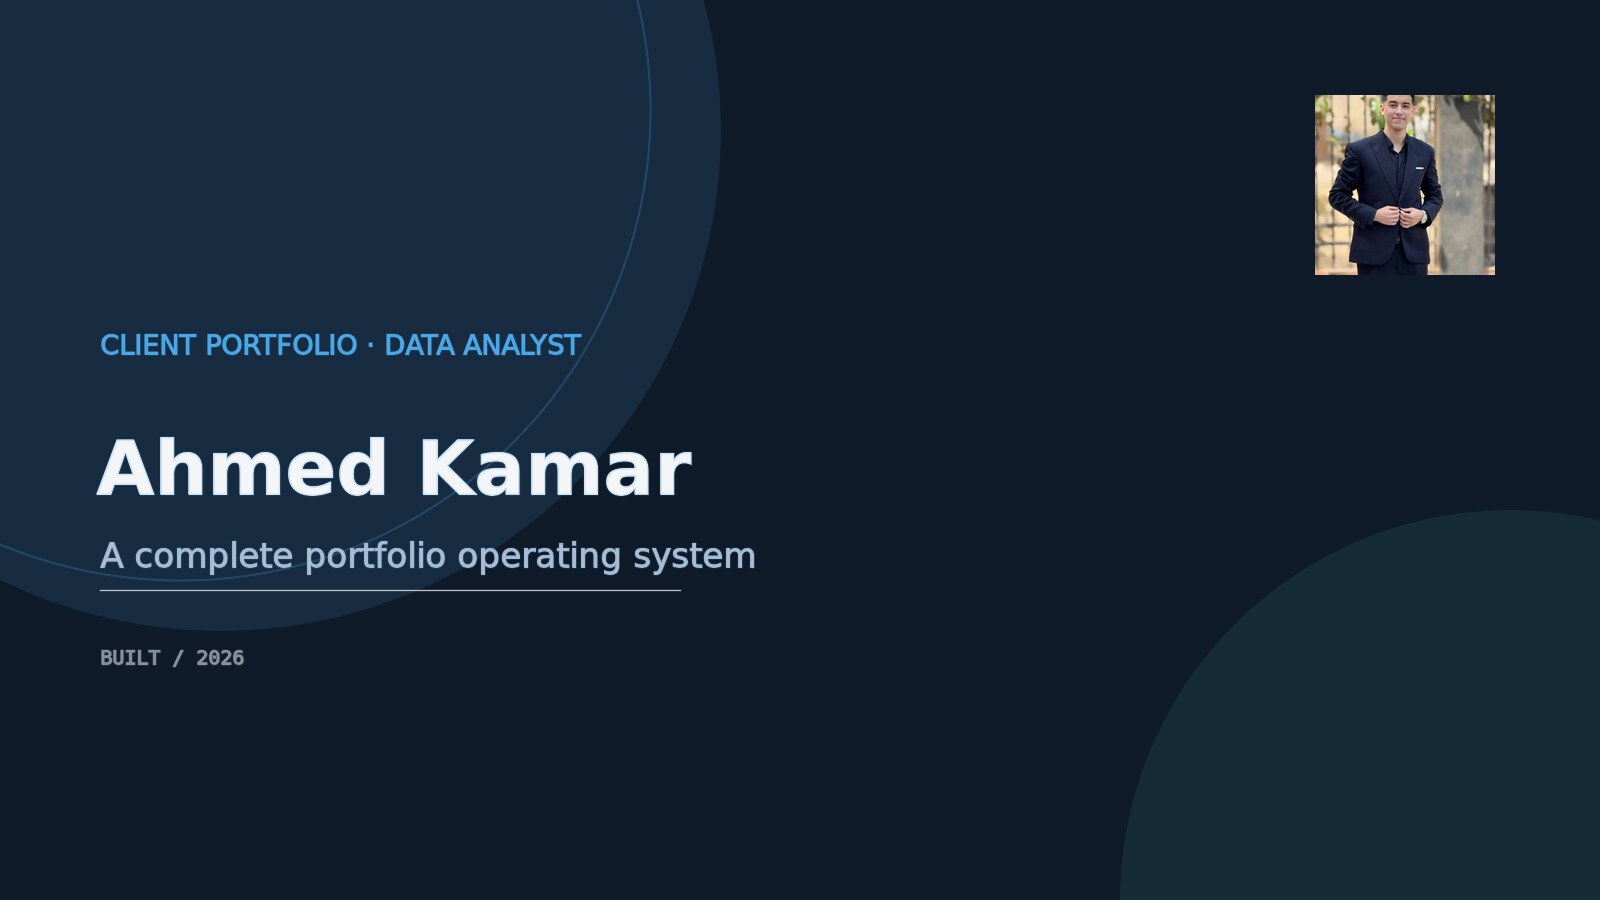 CLIENT PORTFOLIO · DATA ANALYST
Ahmed Kamar
A complete portfolio operating system
BUILT / 2026